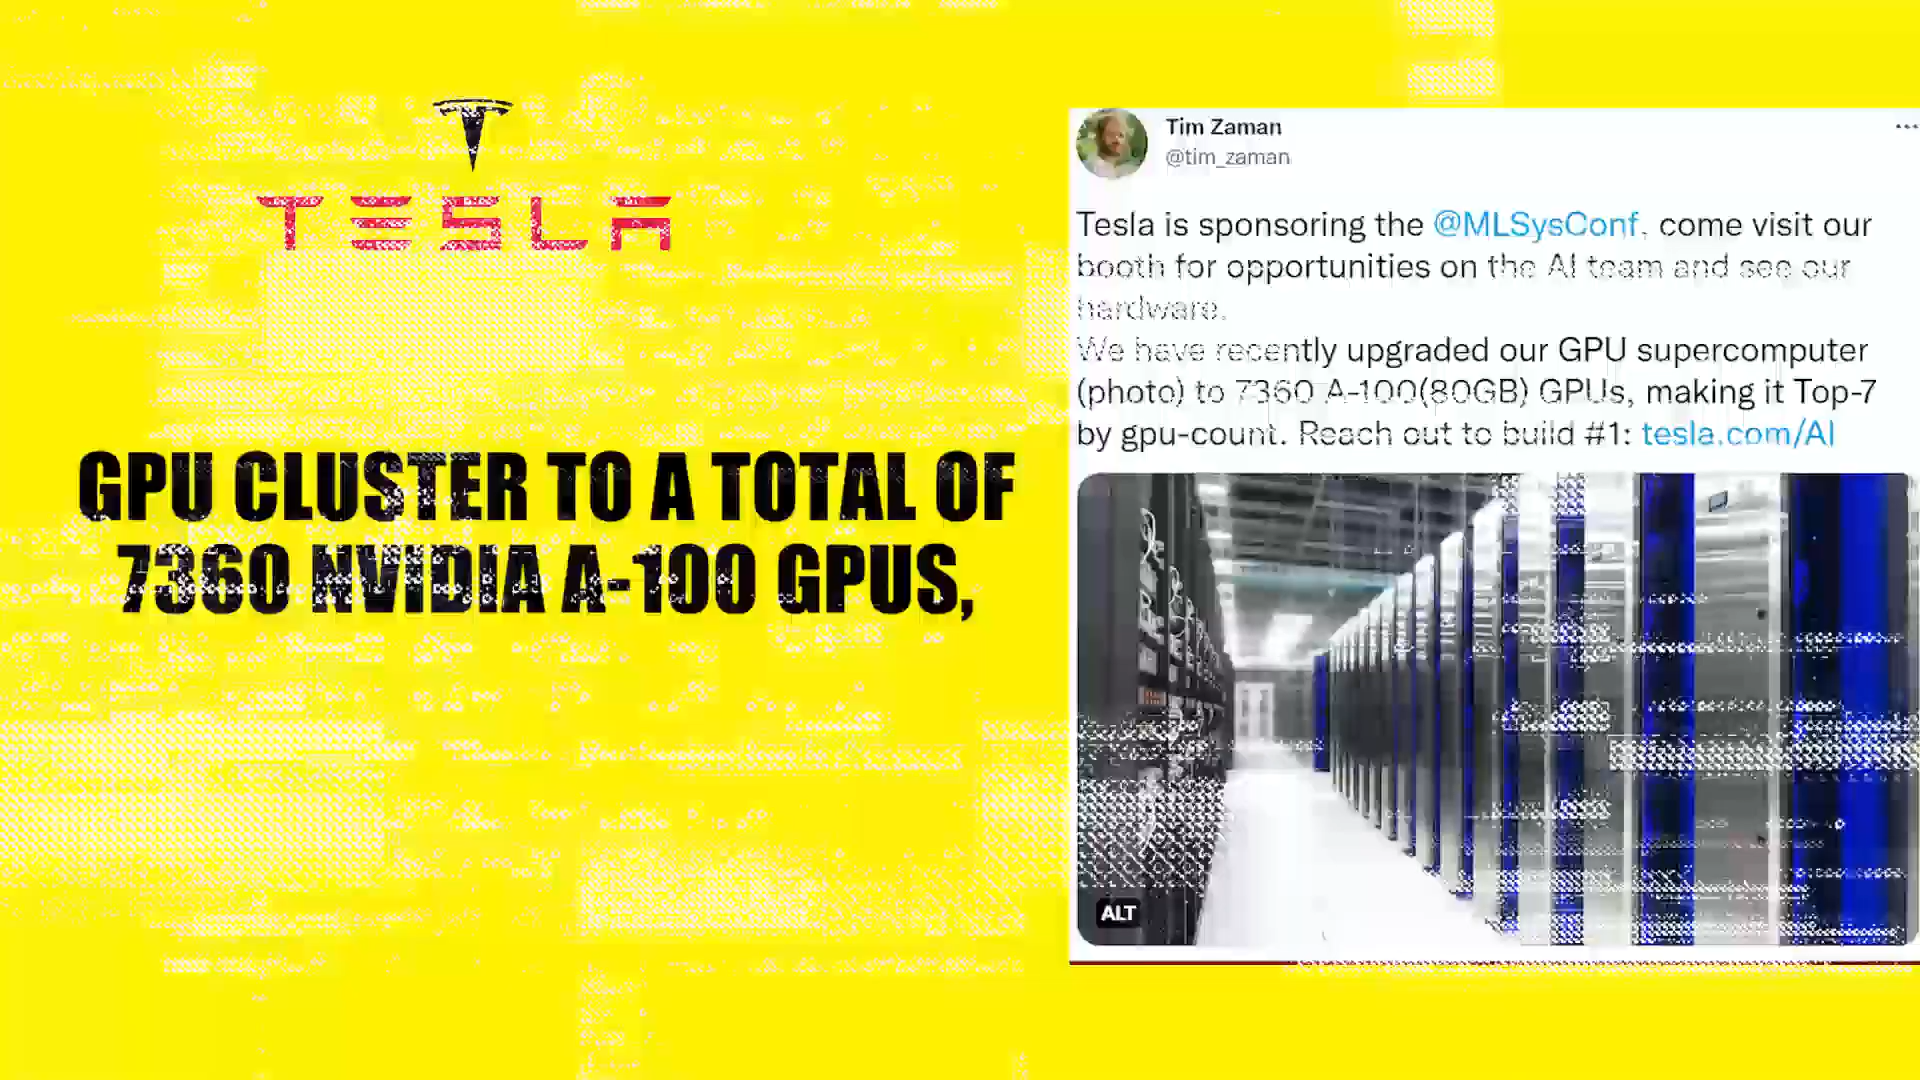 TESLA
GPU CLUSTER TO A TOTAL OF
7360 NVIDIA A-100 GPUS,
Tim Zaman
@tim_zaman
Tesla is sponsoring the @MLSysConf, come visit our
booth for opportunities on the AI team and see our
hardware.
We have recently upgraded our GPU supercomputer
(photo) to 7360 A-100(80GB) GPUs, making it Top-7
by gpu-count. Reach out to build #1: tesla.com/AI
ALT